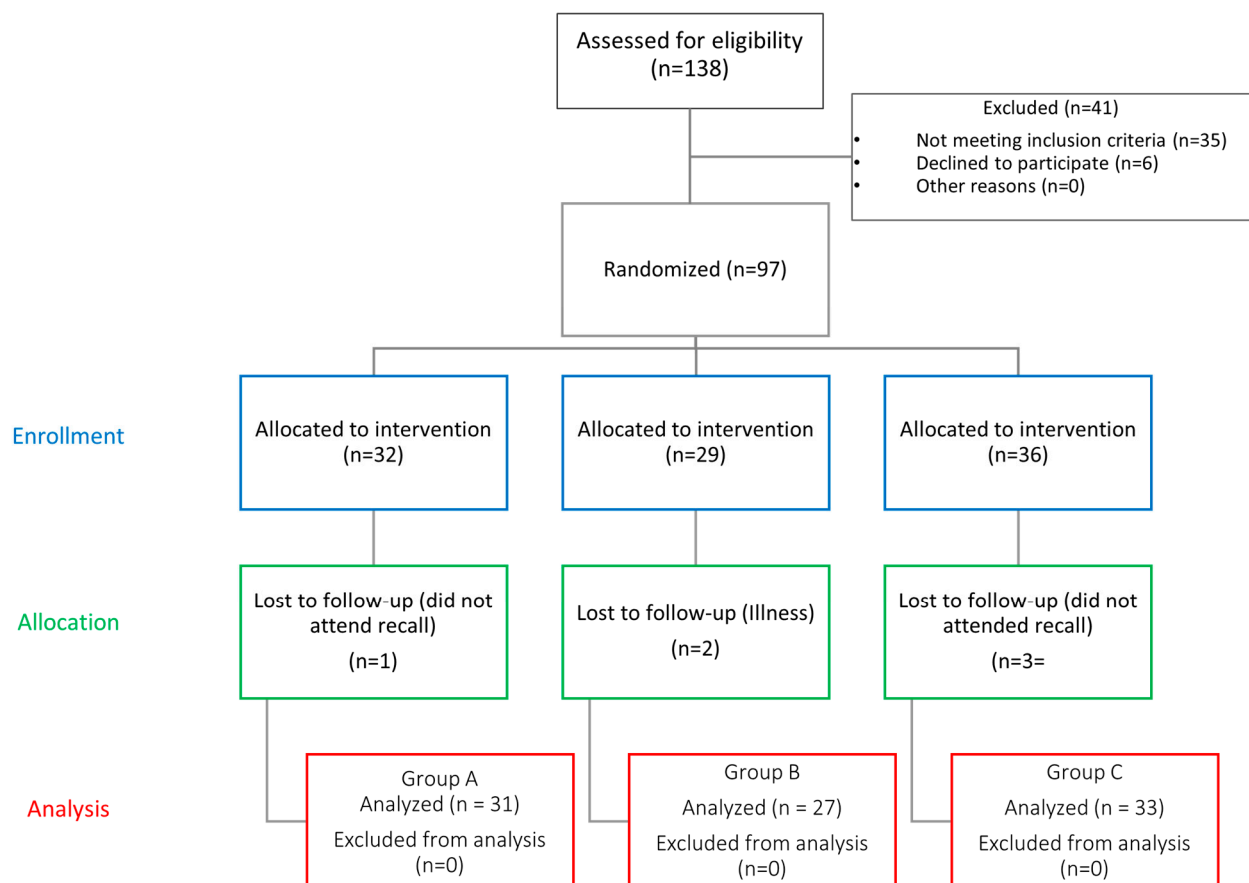 Assessed for eligibility
(n=138)
Excluded (n=41)
• Not meeting inclusion criteria (n=35)
• Declined to participate (n=6)
• Other reasons (n=0)
Randomized (n=97)
Enrollment
Allocated to intervention
(n=32)
Allocated to intervention
(n=29)
Allocated to intervention
(n=36)
Allocation
Lost to follow-up (did not
attend recall)
(n=1)
Lost to follow-up (Illness)
(n=2)
Lost to follow-up (did not
attended recall)
(n=3=
Analysis
Group A
Analyzed (n = 31)
Excluded from analysis
(n=0)
Group B
Analyzed (n = 27)
Excluded from analysis
(n=0)
Group C
Analyzed (n = 33)
Excluded from analysis
(n=0)